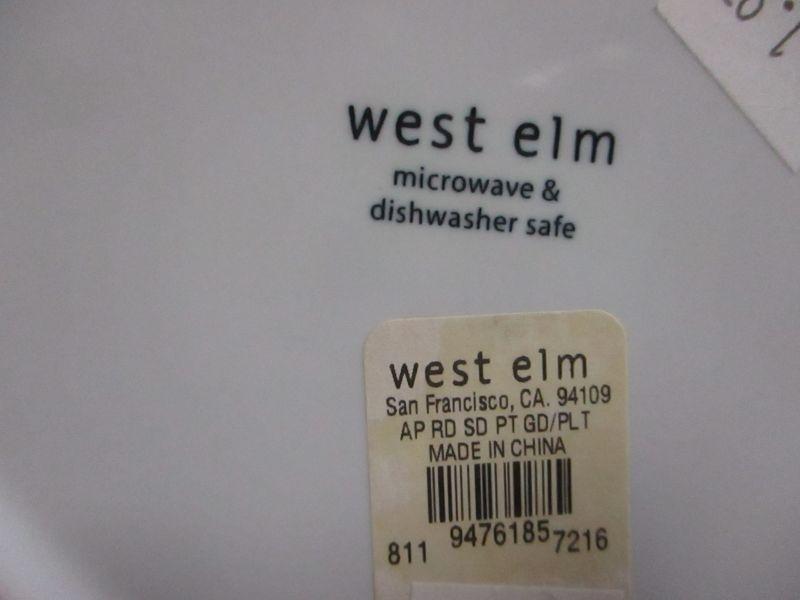 west elm
microwave &
dishwasher safe
west elm
San Francisco, CA. 94109
AP RD SD PT GD/PLT
MADE IN CHINA
811 9476185 7216